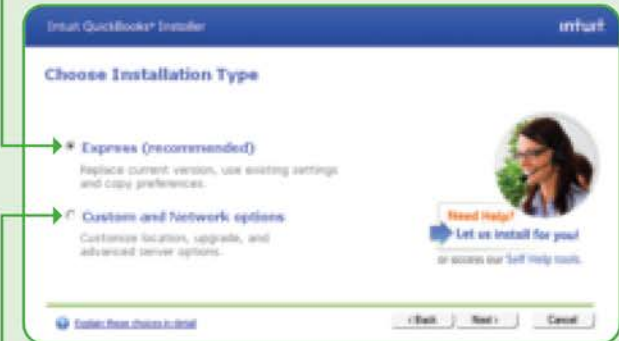 Intuit QuickBooks® Installer
intuit
Choose Installation Type
Express (recommended)
Replace current version, use existing settings
and copy preferences.
Custom and Network options
Customize location, upgrade, and
advanced server options.
Need Help?
Let us install for you!
or access our Self Help tools.
Explain these choices in detail
‹ Back
Next ›
Cancel